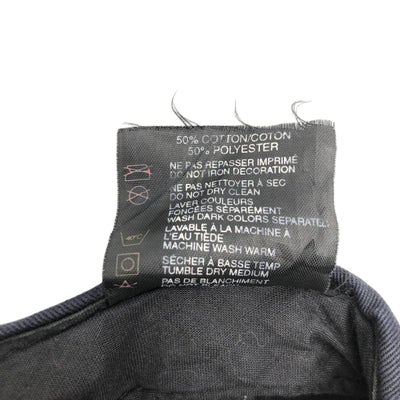 50% COTTON/COTON
50% POLYESTER
NE PAS REPASSER IMPRIMÉ
DO NOT IRON DECORATION
NE PAS NETTOYER À SEC
DO NOT DRY CLEAN
LAVER COULEURS
FONCÉES SÉPARÉMENT
WASH DARK COLORS SEPARATELY
LAVABLE À LA MACHINE À
L'EAU TIÈDE
MACHINE WASH WARM
SÉCHER À BASSE TEMP
TUMBLE DRY MEDIUM
PAS DE BLANCHIMENT
40°C